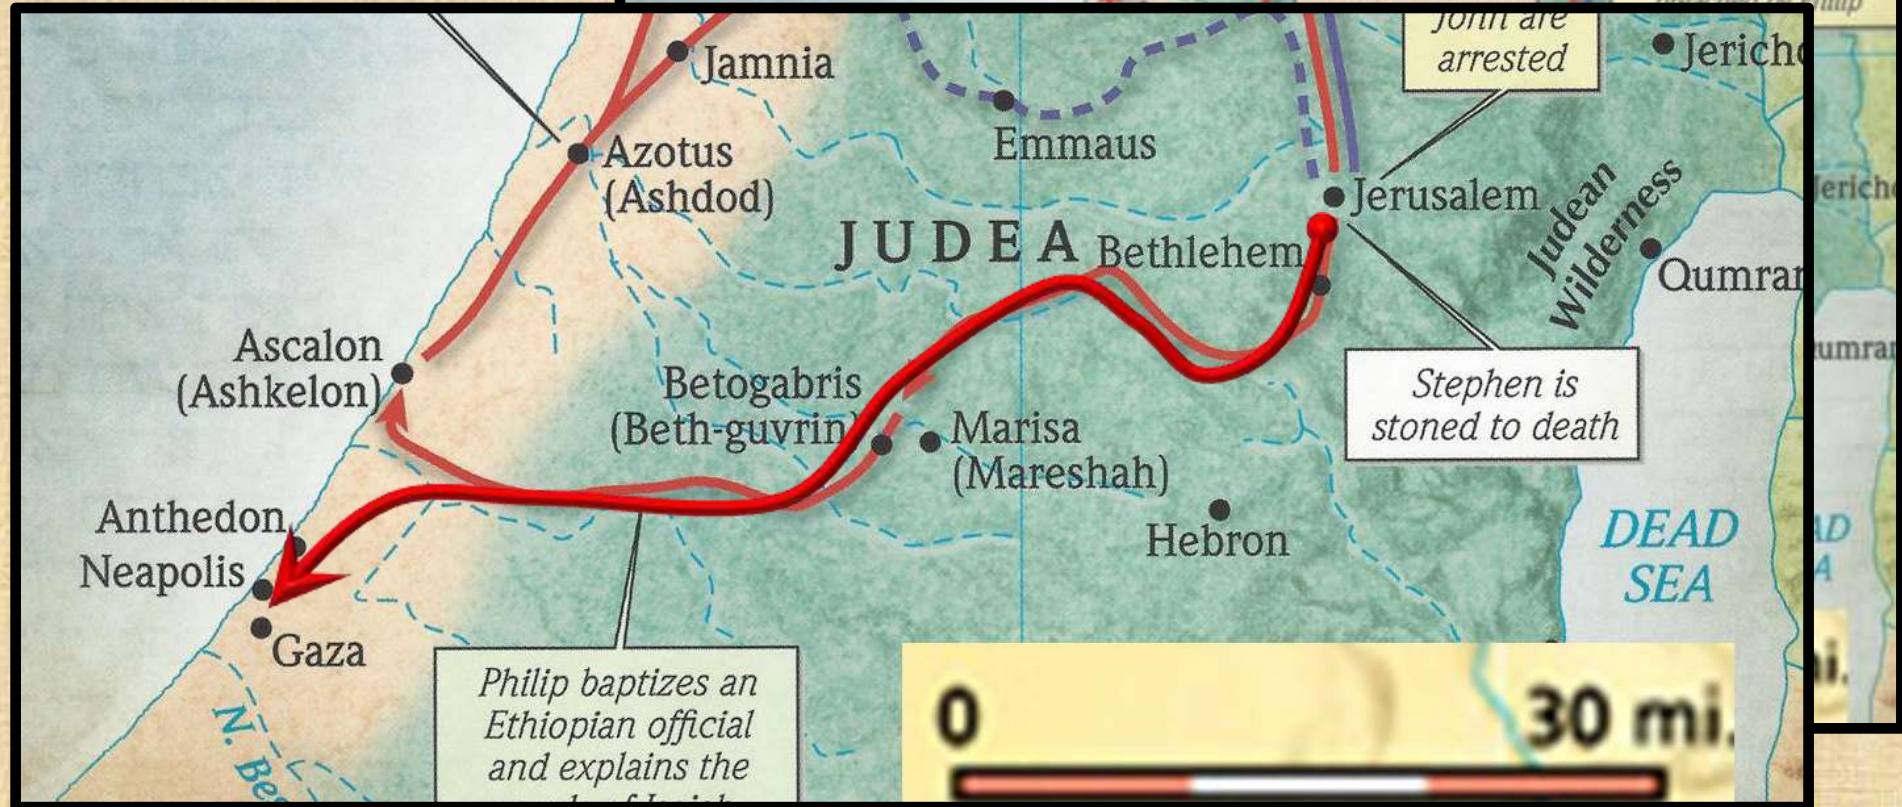 John are
arrested
Jamnia
Emmaus
Azotus
(Ashdod)
Jerusalem
Judean
Wilderness
JUDEA
Bethlehem
Ascalon
(Ashkelon)
Betogabris
(Beth-guvrin)
Marisa
(Mareshah)
Stephen is
stoned to death
Anthedon
Neapolis
Gaza
Hebron
DEAD
SEA
Philip baptizes an
Ethiopian official
and explains the
N.
0
30 mi.